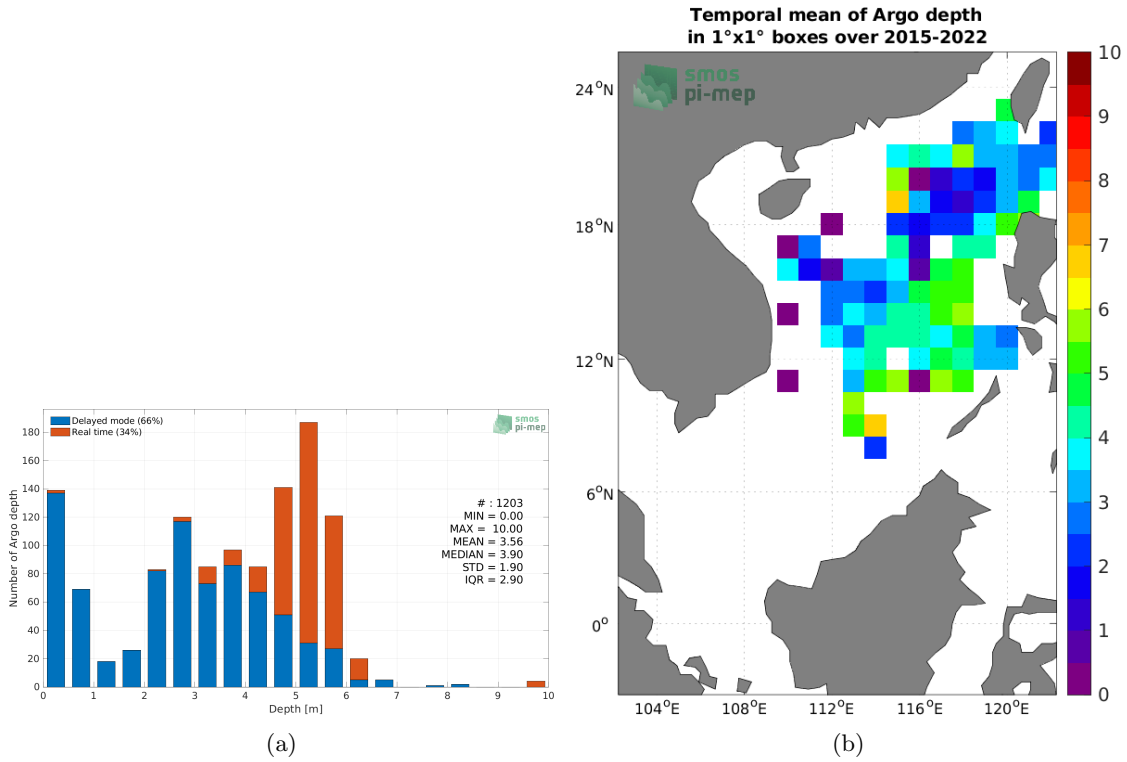 Delayed mode (66%)
Real time (34%)
smos
pi-mep
180
160
140
120
100
80
60
40
20
0
Number of Argo depth
# : 1203
MIN = 0.00
MAX = 10.00
MEAN = 3.56
MEDIAN = 3.90
STD = 1.90
IQR = 2.90
0 1 2 3 4 5 6 7 8 9 10
Depth [m]
(a)
Temporal mean of Argo depth
in 1°x1° boxes over 2015-2022
smos
pi-mep
24°N
18°N
12°N
6°N
0°
104°E 108°E 112°E 116°E 120°E
10
9
8
7
6
5
4
3
2
1
0
(b)